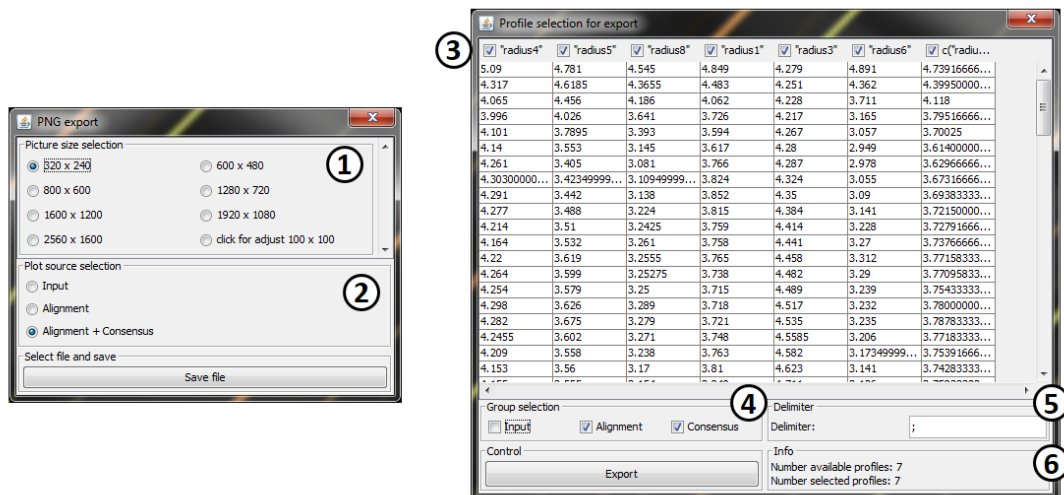 PNG export
Picture size selection
1
320 x 240
600 x 480
800 x 600
1280 x 720
1600 x 1200
1920 x 1080
2560 x 1600
click for adjust 100 x 100
Plot source selection
2
Input
Alignment
Alignment + Consensus
Select file and save
Save file
Profile selection for export
3
"radius4" "radius5" "radius8" "radius1" "radius3" "radius6" c("radiu...
5.09 4.781 4.545 4.849 4.279 4.891 4.73916666...
4.317 4.6185 4.3655 4.483 4.251 4.362 4.39950000...
4.065 4.456 4.186 4.062 4.228 3.711 4.118
3.996 4.026 3.641 3.726 4.217 3.165 3.79516666...
4.101 3.7895 3.393 3.594 4.267 3.057 3.70025
4.14 3.553 3.145 3.617 4.28 2.949 3.61400000...
4.261 3.405 3.081 3.766 4.287 2.978 3.62966666...
4.30300000... 3.42349999... 3.10949999... 3.824 4.324 3.055 3.67316666...
4.291 3.442 3.138 3.852 4.35 3.09 3.69383333...
4.277 3.488 3.224 3.815 4.384 3.141 3.72150000...
4.214 3.51 3.2425 3.759 4.414 3.228 3.72791666...
4.164 3.532 3.261 3.758 4.441 3.27 3.73766666...
4.22 3.619 3.2555 3.765 4.458 3.312 3.77158333...
4.264 3.599 3.25275 3.738 4.482 3.29 3.77095833...
4.254 3.579 3.25 3.715 4.489 3.239 3.75433333...
4.298 3.626 3.289 3.718 4.517 3.232 3.78000000...
4.282 3.675 3.279 3.721 4.535 3.235 3.78783333...
4.2455 3.602 3.271 3.748 4.5585 3.206 3.77183333...
4.209 3.558 3.238 3.763 4.582 3.17349999... 3.75391666...
4.153 3.56 3.17 3.81 4.623 3.141 3.74283333...
Group selection
4
Input Alignment Consensus
Delimiter
5
Delimiter: ;
Control
Export
Info
6
Number available profiles: 7
Number selected profiles: 7